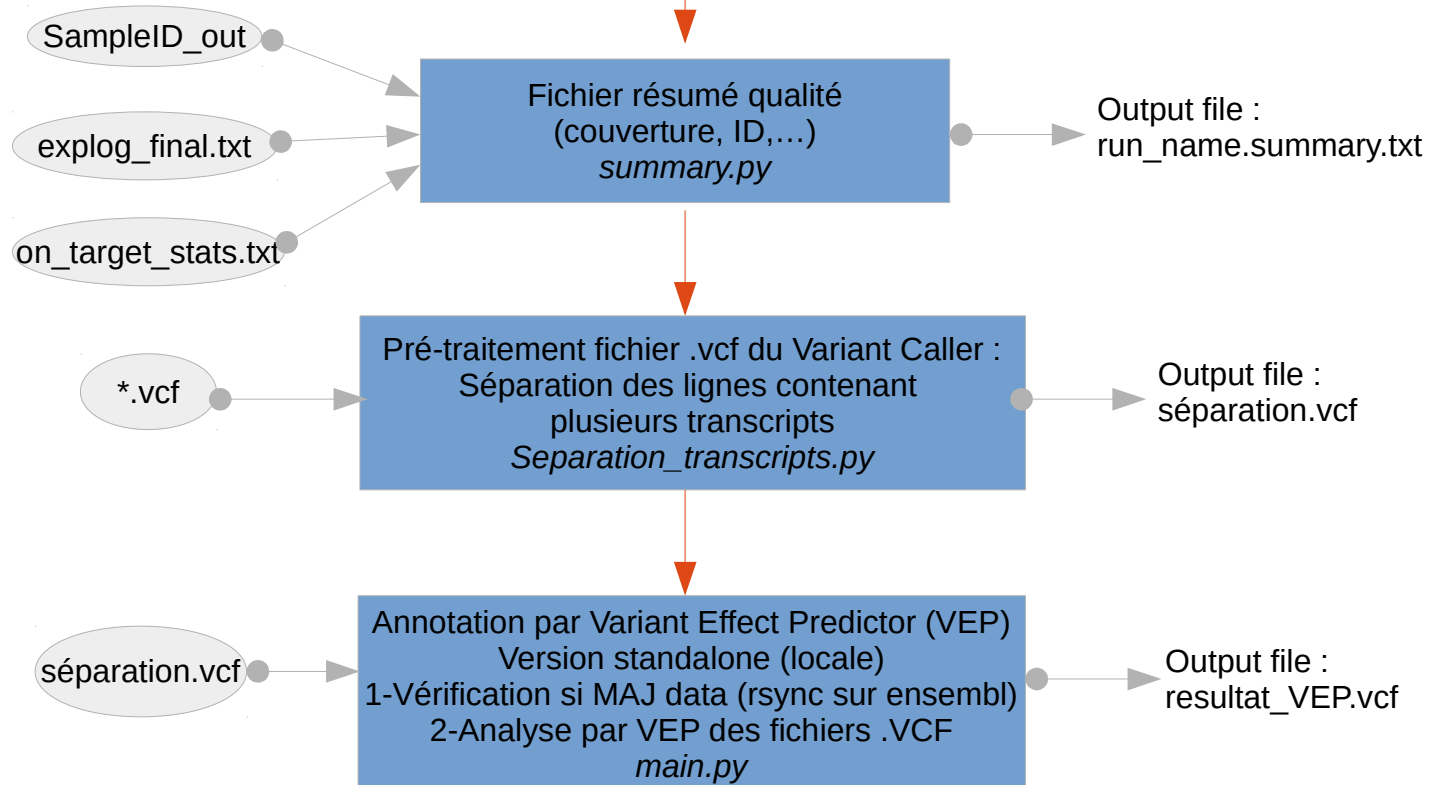 SampleID_out
explog_final.txt
on_target_stats.txt
Fichier résumé qualité
(couverture, ID,…)
summary.py
Output file :
run_name.summary.txt
*.vcf
Pré-traitement fichier .vcf du Variant Caller :
Séparation des lignes contenant
plusieurs transcripts
Separation_transcripts.py
Output file :
séparation.vcf
séparation.vcf
Annotation par Variant Effect Predictor (VEP)
Version standalone (locale)
1-Vérification si MAJ data (rsync sur ensembl)
2-Analyse par VEP des fichiers .VCF
main.py
Output file :
resultat_VEP.vcf